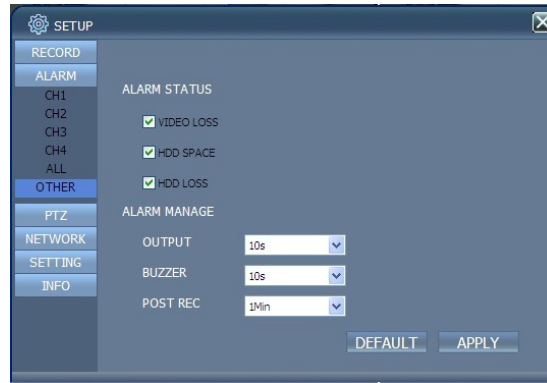 SETUP
RECORD
ALARM
CH1
CH2
CH3
CH4
ALL
OTHER
PTZ
NETWORK
SETTING
INFO
ALARM STATUS
VIDEO LOSS
HDD SPACE
HDD LOSS
ALARM MANAGE
OUTPUT 10s
BUZZER 10s
POST REC 1Min
DEFAULT APPLY